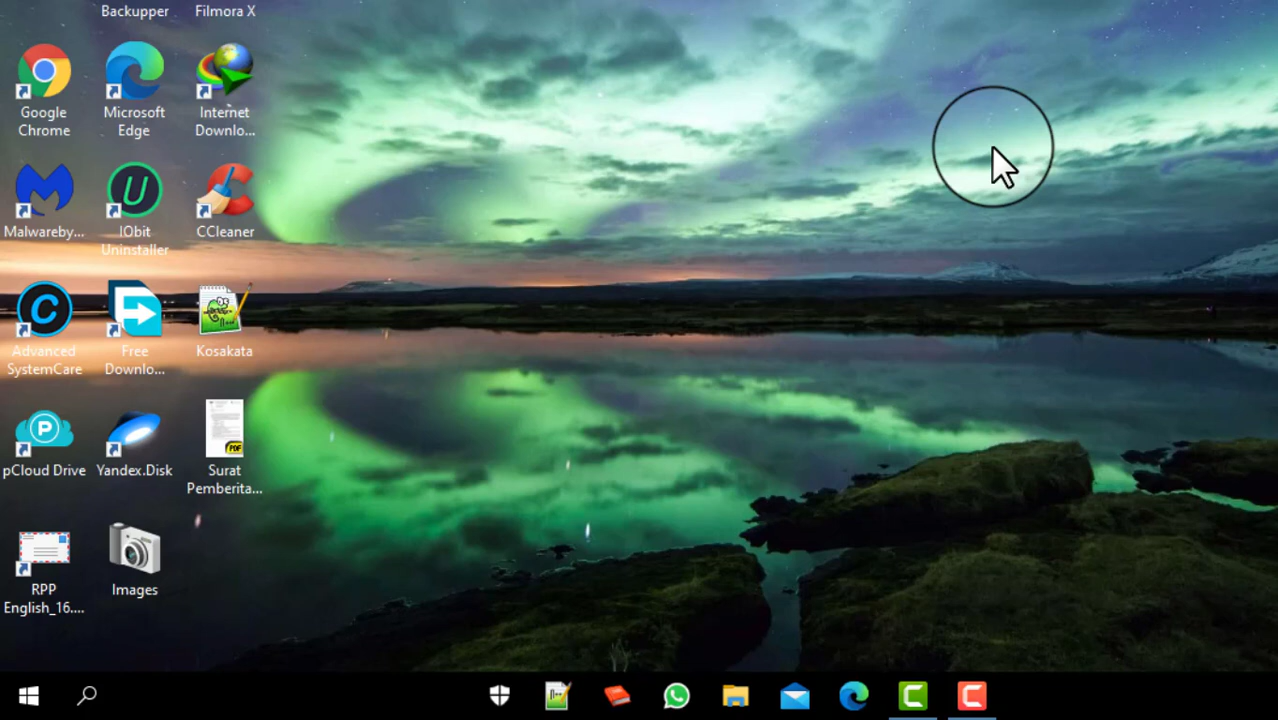 Backupper
Filmora X
Google
Chrome
Microsoft
Edge
Internet
Downlo...
Malwareby...
IObit
Uninstaller
CCleaner
Advanced
SystemCare
Free
Downlo...
Kosakata
pCloud Drive
Yandex.Disk
PDF
Surat
Pemberita...
RPP
English_16....
Images